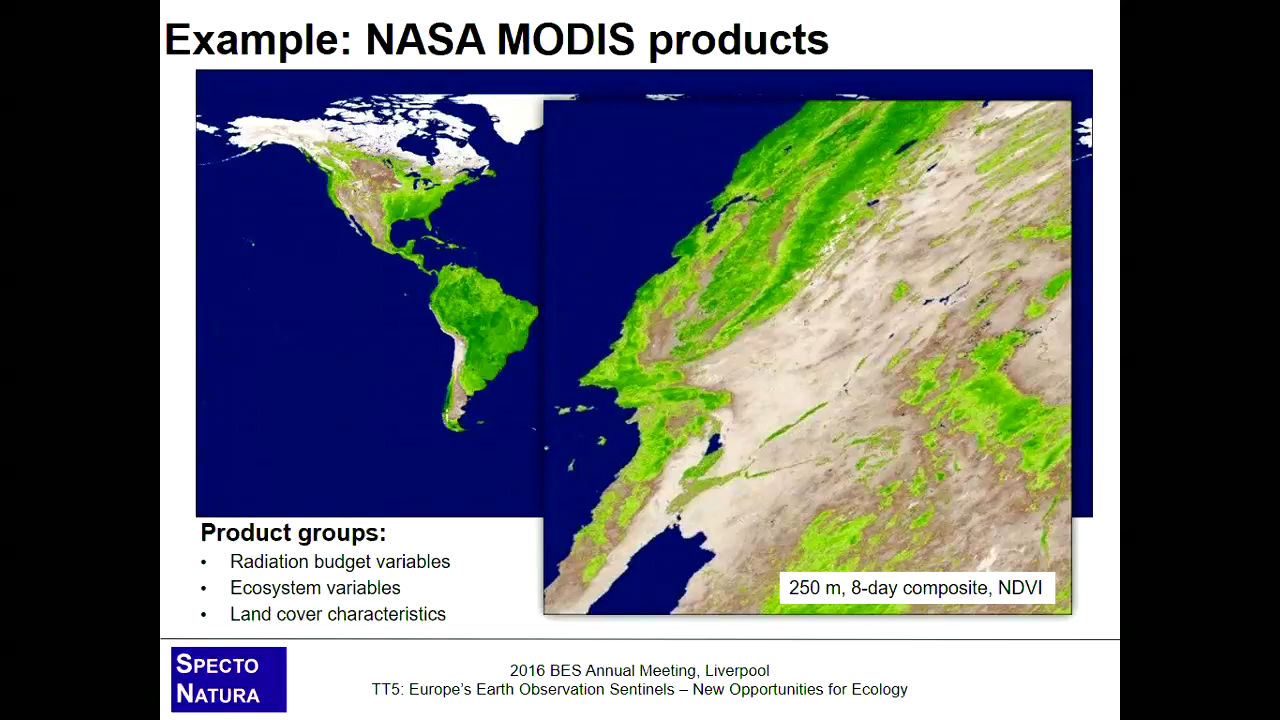 Example: NASA MODIS products
250 m, 8-day composite, NDVI
Product groups:
• Radiation budget variables
• Ecosystem variables
• Land cover characteristics
SPECTO
NATURA
2016 BES Annual Meeting, Liverpool
TT5: Europe's Earth Observation Sentinels – New Opportunities for Ecology